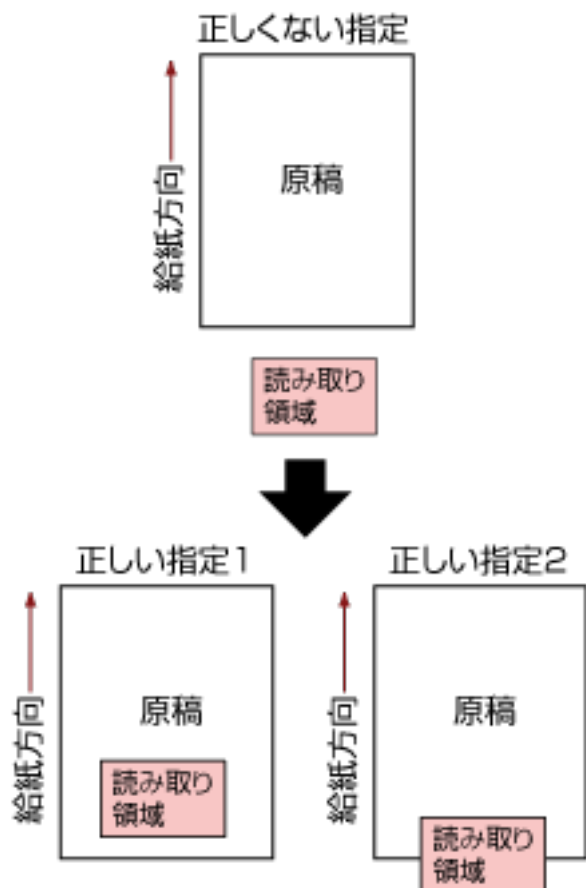 正しくない指定
給紙方向
原稿
読み取り
領域
正しい指定1
給紙方向
原稿
読み取り
領域
正しい指定2
給紙方向
原稿
読み取り
領域